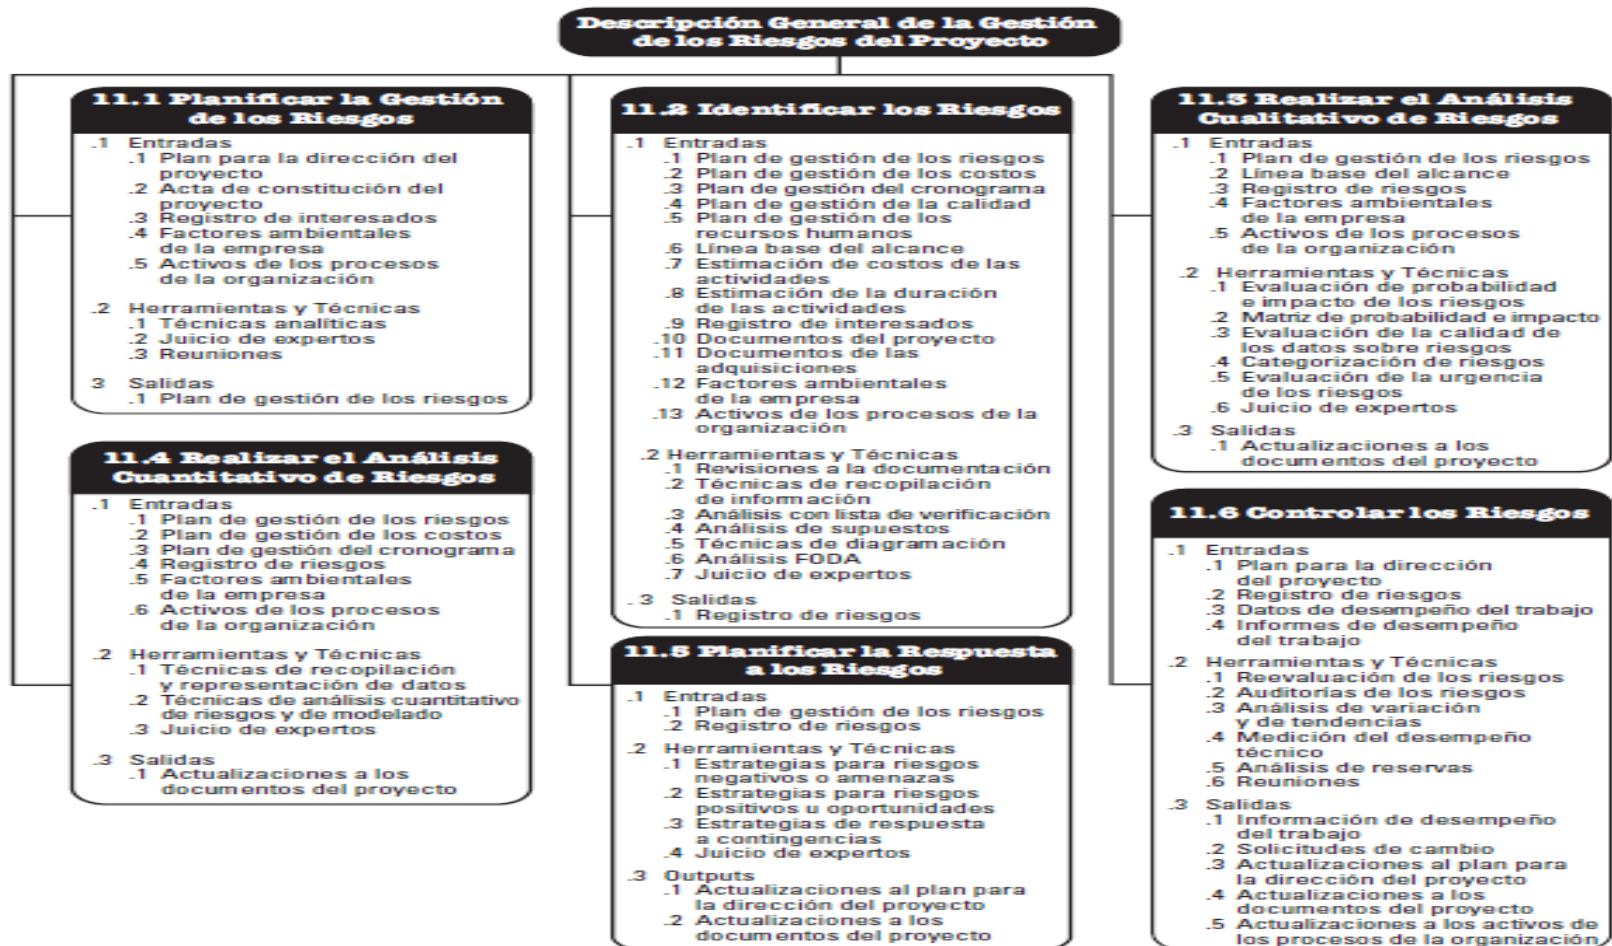 Descripción General de la Gestión
de los Riesgos del Proyecto
11.1 Planificar la Gestión
de los Riesgos
.1 Entradas
.1 Plan para la dirección del
proyecto
.2 Acta de constitución del
proyecto
.3 Registro de interesados
.4 Factores ambientales
de la empresa
.5 Activos de los procesos
de la organización
.2 Herramientas y Técnicas
.1 Técnicas analíticas
.2 Juicio de expertos
.3 Reuniones
3 Salidas
.1 Plan de gestión de los riesgos
11.2 Identificar los Riesgos
.1 Entradas
.1 Plan de gestión de los riesgos
.2 Plan de gestión de los costos
.3 Plan de gestión del cronograma
.4 Plan de gestión de la calidad
.5 Plan de gestión de los
recursos humanos
.6 Línea base del alcance
.7 Estimación de costos de las
actividades
.8 Estimación de la duración
de las actividades
.9 Registro de interesados
.10 Documentos del proyecto
.11 Documentos de las
adquisiciones
.12 Factores ambientales
de la empresa
.13 Activos de los procesos de la
organización
.2 Herramientas y Técnicas
.1 Revisiones a la documentación
.2 Técnicas de recopilación
de información
.3 Análisis con lista de verificación
.4 Análisis de supuestos
.5 Técnicas de diagramación
.6 Análisis FODA
.7 Juicio de expertos
.3 Salidas
.1 Registro de riesgos
11.3 Realizar el Análisis
Cualitativo de Riesgos
.1 Entradas
.1 Plan de gestión de los riesgos
.2 Línea base del alcance
.3 Registro de riesgos
.4 Factores ambientales
de la empresa
.5 Activos de los procesos
de la organización
.2 Herramientas y Técnicas
.1 Evaluación de probabilidad
e impacto de los riesgos
.2 Matriz de probabilidad e impacto
.3 Evaluación de la calidad de
los datos sobre riesgos
.4 Categorización de riesgos
.5 Evaluación de la urgencia
de los riesgos
.6 Juicio de expertos
.3 Salidas
.1 Actualizaciones a los
documentos del proyecto
11.4 Realizar el Análisis
Cuantitativo de Riesgos
.1 Entradas
.1 Plan de gestión de los riesgos
.2 Plan de gestión de los costos
.3 Plan de gestión del cronograma
.4 Registro de riesgos
.5 Factores ambientales
de la empresa
.6 Activos de los procesos
de la organización
.2 Herramientas y Técnicas
.1 Técnicas de recopilación
y representación de datos
.2 Técnicas de análisis cuantitativo
de riesgos y de modelado
.3 Juicio de expertos
.3 Salidas
.1 Actualizaciones a los
documentos del proyecto
11.5 Planificar la Respuesta
a los Riesgos
.1 Entradas
.1 Plan de gestión de los riesgos
.2 Registro de riesgos
.2 Herramientas y Técnicas
.1 Estrategias para riesgos
negativos o amenazas
.2 Estrategias para riesgos
positivos u oportunidades
.3 Estrategias de respuesta
a contingencias
.4 Juicio de expertos
.3 Outputs
.1 Actualizaciones al plan para
la dirección del proyecto
.2 Actualizaciones a los
documentos del proyecto
11.6 Controlar los Riesgos
.1 Entradas
.1 Plan para la dirección
del proyecto
.2 Registro de riesgos
.3 Datos de desempeño del trabajo
.4 Informes de desempeño
del trabajo
.2 Herramientas y Técnicas
.1 Reevaluación de los riesgos
.2 Auditorías de los riesgos
.3 Análisis de variación
y de tendencias
.4 Medición del desempeño
técnico
.5 Análisis de reservas
.6 Reuniones
.3 Salidas
.1 Información de desempeño
del trabajo
.2 Solicitudes de cambio
.3 Actualizaciones al plan para
la dirección del proyecto
.4 Actualizaciones a los
documentos del proyecto
.5 Actualizaciones a los activos de
los procesos de la organización